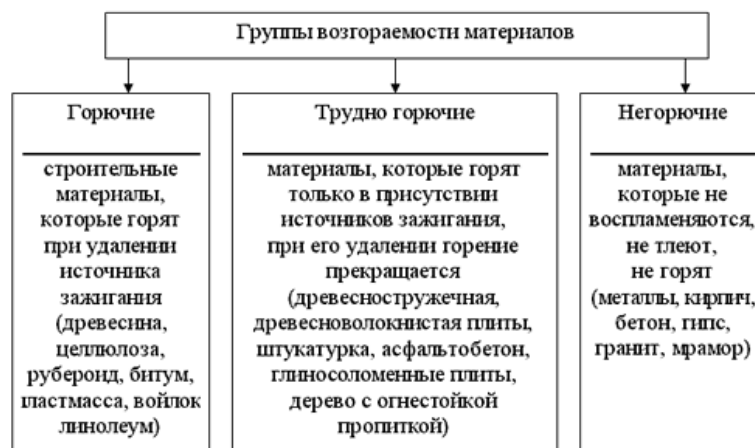 Группы возгораемости материалов
Горючие
строительные
материалы,
которые горят
при удалении
источника
зажигания
(древесина,
целлюлоза,
рубероид, битум,
пластмасса, войлок
линолеум)
Трудно горючие
материалы, которые горят
только в присутствии
источников зажигания,
при его удалении горение
прекращается
(древесностружечная,
древесноволокнистая плиты,
штукатурка, асфальтобетон,
глиносоломенные плиты,
дерево с огнестойкой
пропиткой)
Негорючие
материалы,
которые не
воспламеняются,
не тлеют,
не горят
(металлы, кирпич,
бетон, гипс,
гранит, мрамор)